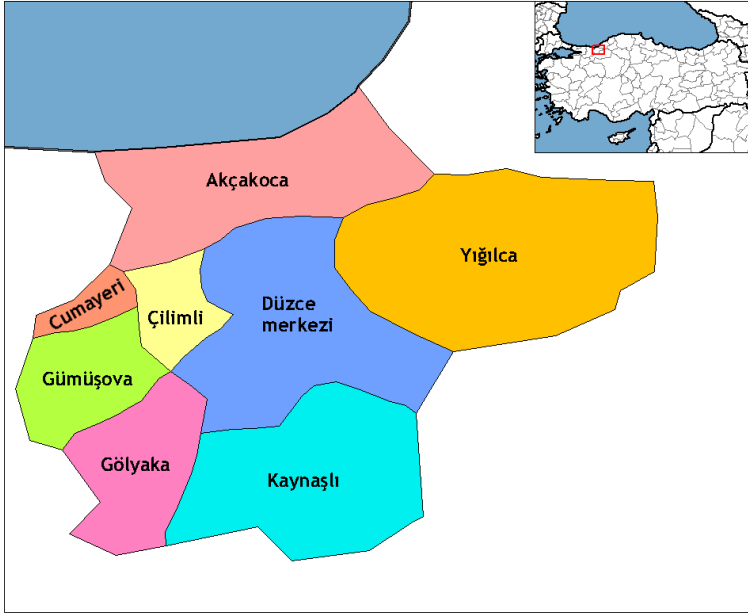 Akçakoca
Yığılca
Cumayeri
Çilimli
Düzce
merkezi
Gümüşova
Gölyaka
Kaynaşlı